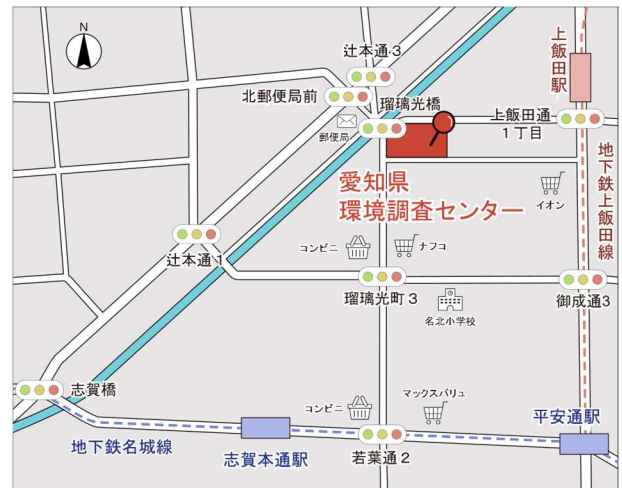 N
辻本通3
上飯田駅
北郵便局前
瑠璃光橋
郵便局
上飯田通
1丁目
地下鉄上飯田線
愛知県
環境調査センター
イオン
辻本通1
コンビニ
ナフコ
瑠璃光町3
御成通3
名北小学校
志賀橋
コンビニ
マックスバリュ
平安通駅
地下鉄名城線
志賀本通駅
若葉通2